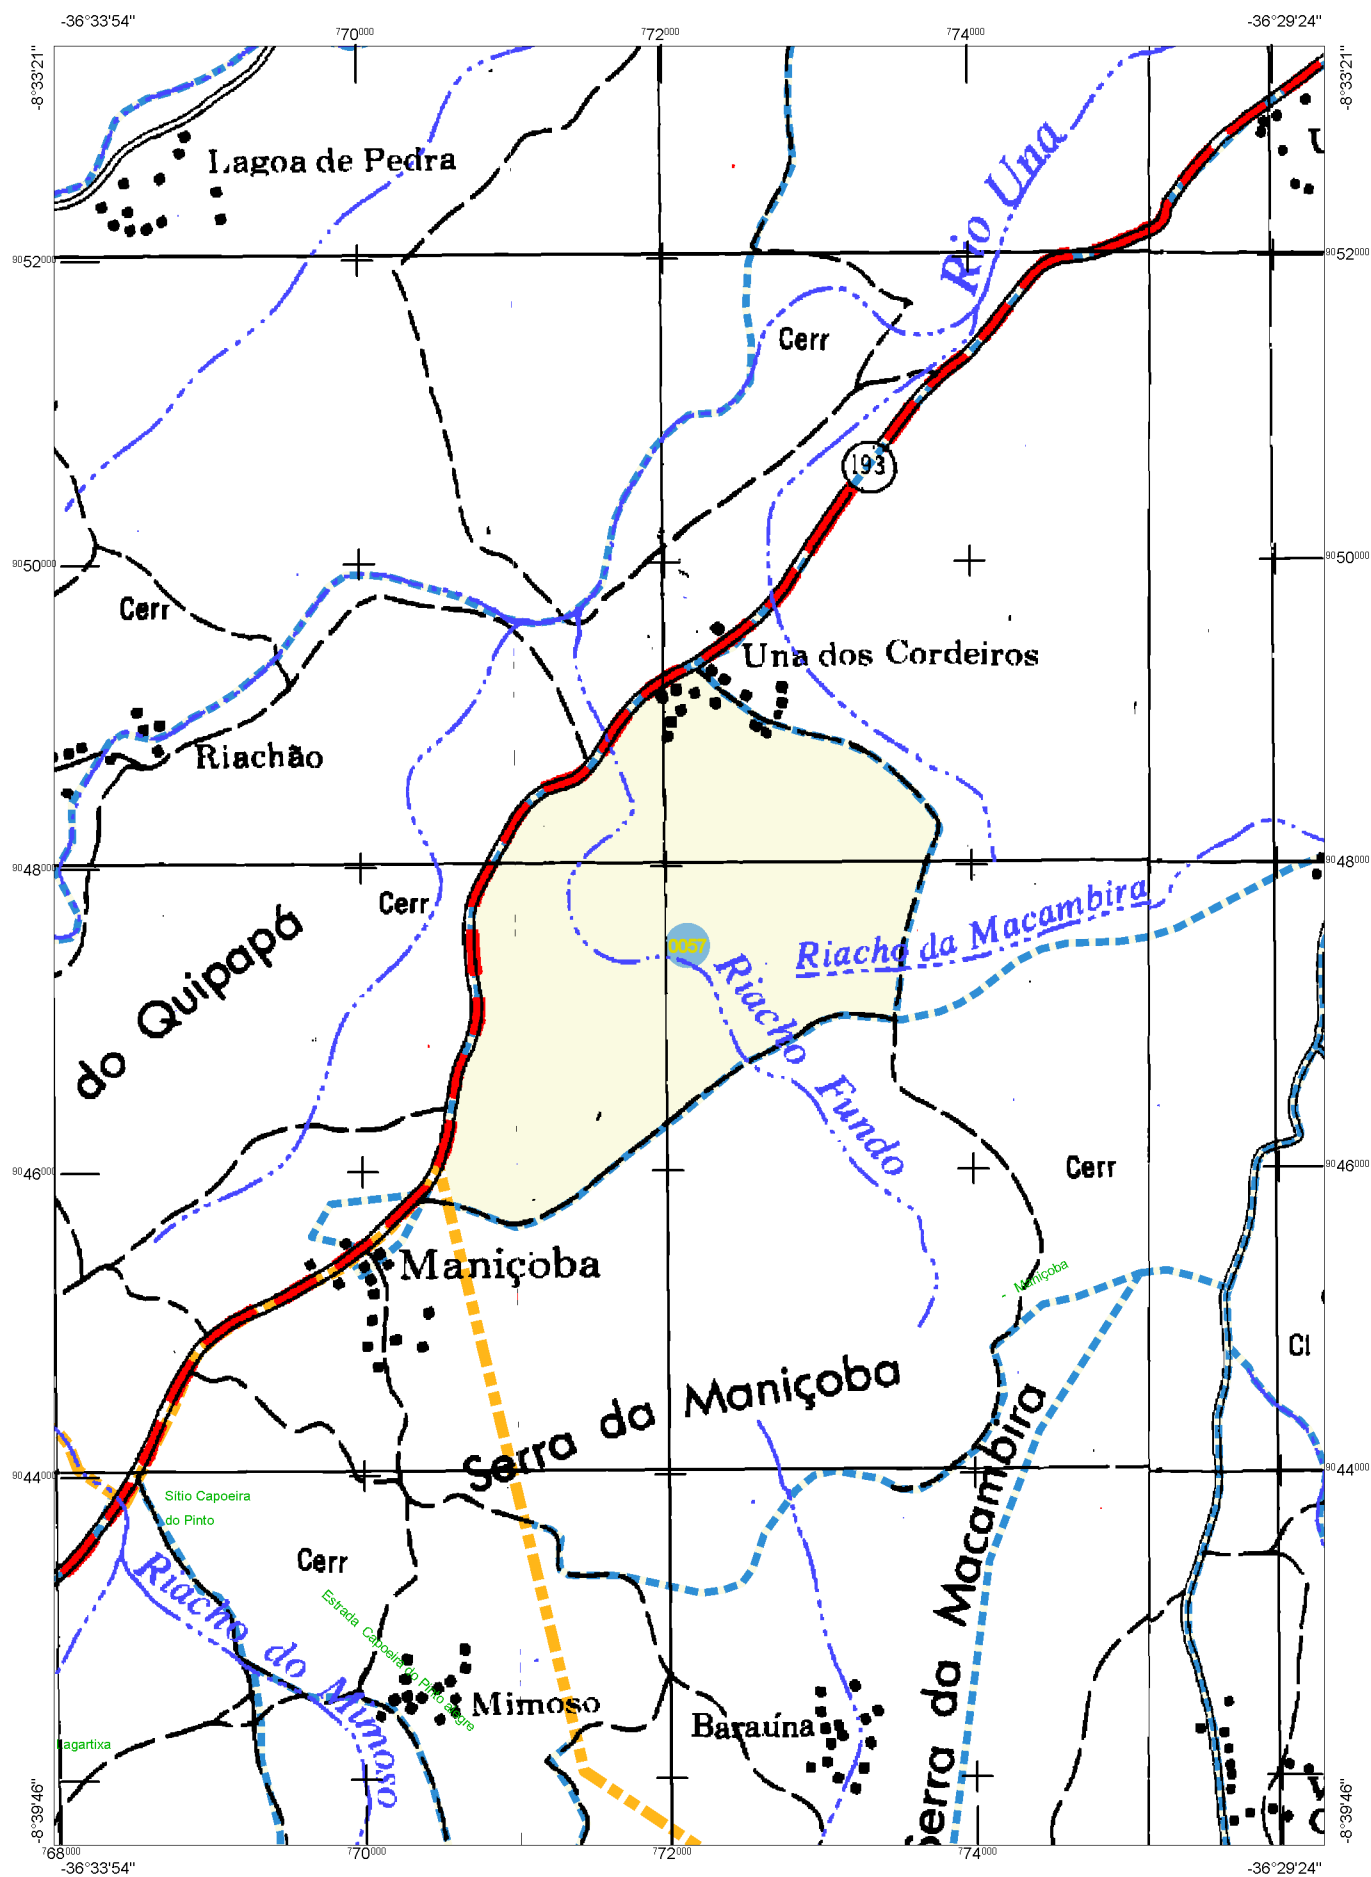 -36°33'54"
-36°29'24"
770000
772000
774000
-8°33'21"
-8°33'21"
Rio Una
Lagoa de Pedra
9052000
9052000
Cerr
193
9050000
9050000
Cerr
Una dos Cordeiros
Riachão
9048000
9048000
Cerr
Riacho da Macambira
do Quipapá
0057
Riacho Fundo
9046000
9046000
Cerr
Maniçoba
Maniçoba
Cl
Serra da Maniçoba
9044000
9044000
Sítio Capoeira
do Pinto
Cerr
Riacho do Mimoso
Estrada Capoeira do Pinto alegre
Serra da Macambira
Mimoso
Baraúna
Lagartixa
-8°39'46"
-8°39'46"
768000
770000
772000
774000
-36°33'54"
-36°29'24"